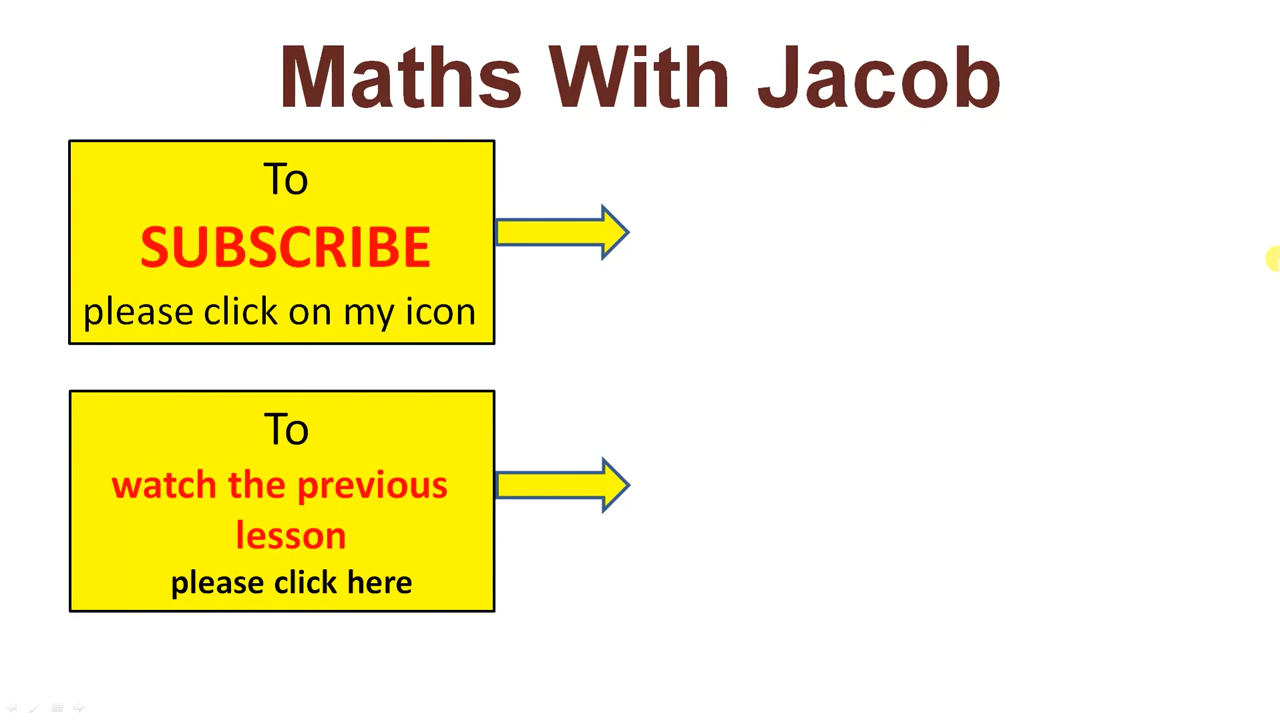 Maths With Jacob
To
SUBSCRIBE
please click on my icon
To
watch the previous
lesson
please click here